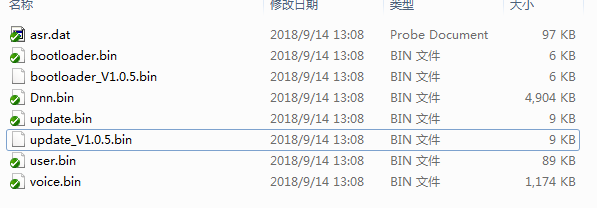 名称 修改日期 类型 大小
asr.dat 2018/9/14 13:08 Probe Document 97 KB
bootloader.bin 2018/9/14 13:08 BIN 文件 6 KB
bootloader_V1.0.5.bin 2018/9/14 13:08 BIN 文件 6 KB
Dnn.bin 2018/9/14 13:08 BIN 文件 4,904 KB
update.bin 2018/9/14 13:08 BIN 文件 9 KB
update_V1.0.5.bin 2018/9/14 13:08 BIN 文件 9 KB
user.bin 2018/9/14 13:08 BIN 文件 89 KB
voice.bin 2018/9/14 13:08 BIN 文件 1,174 KB